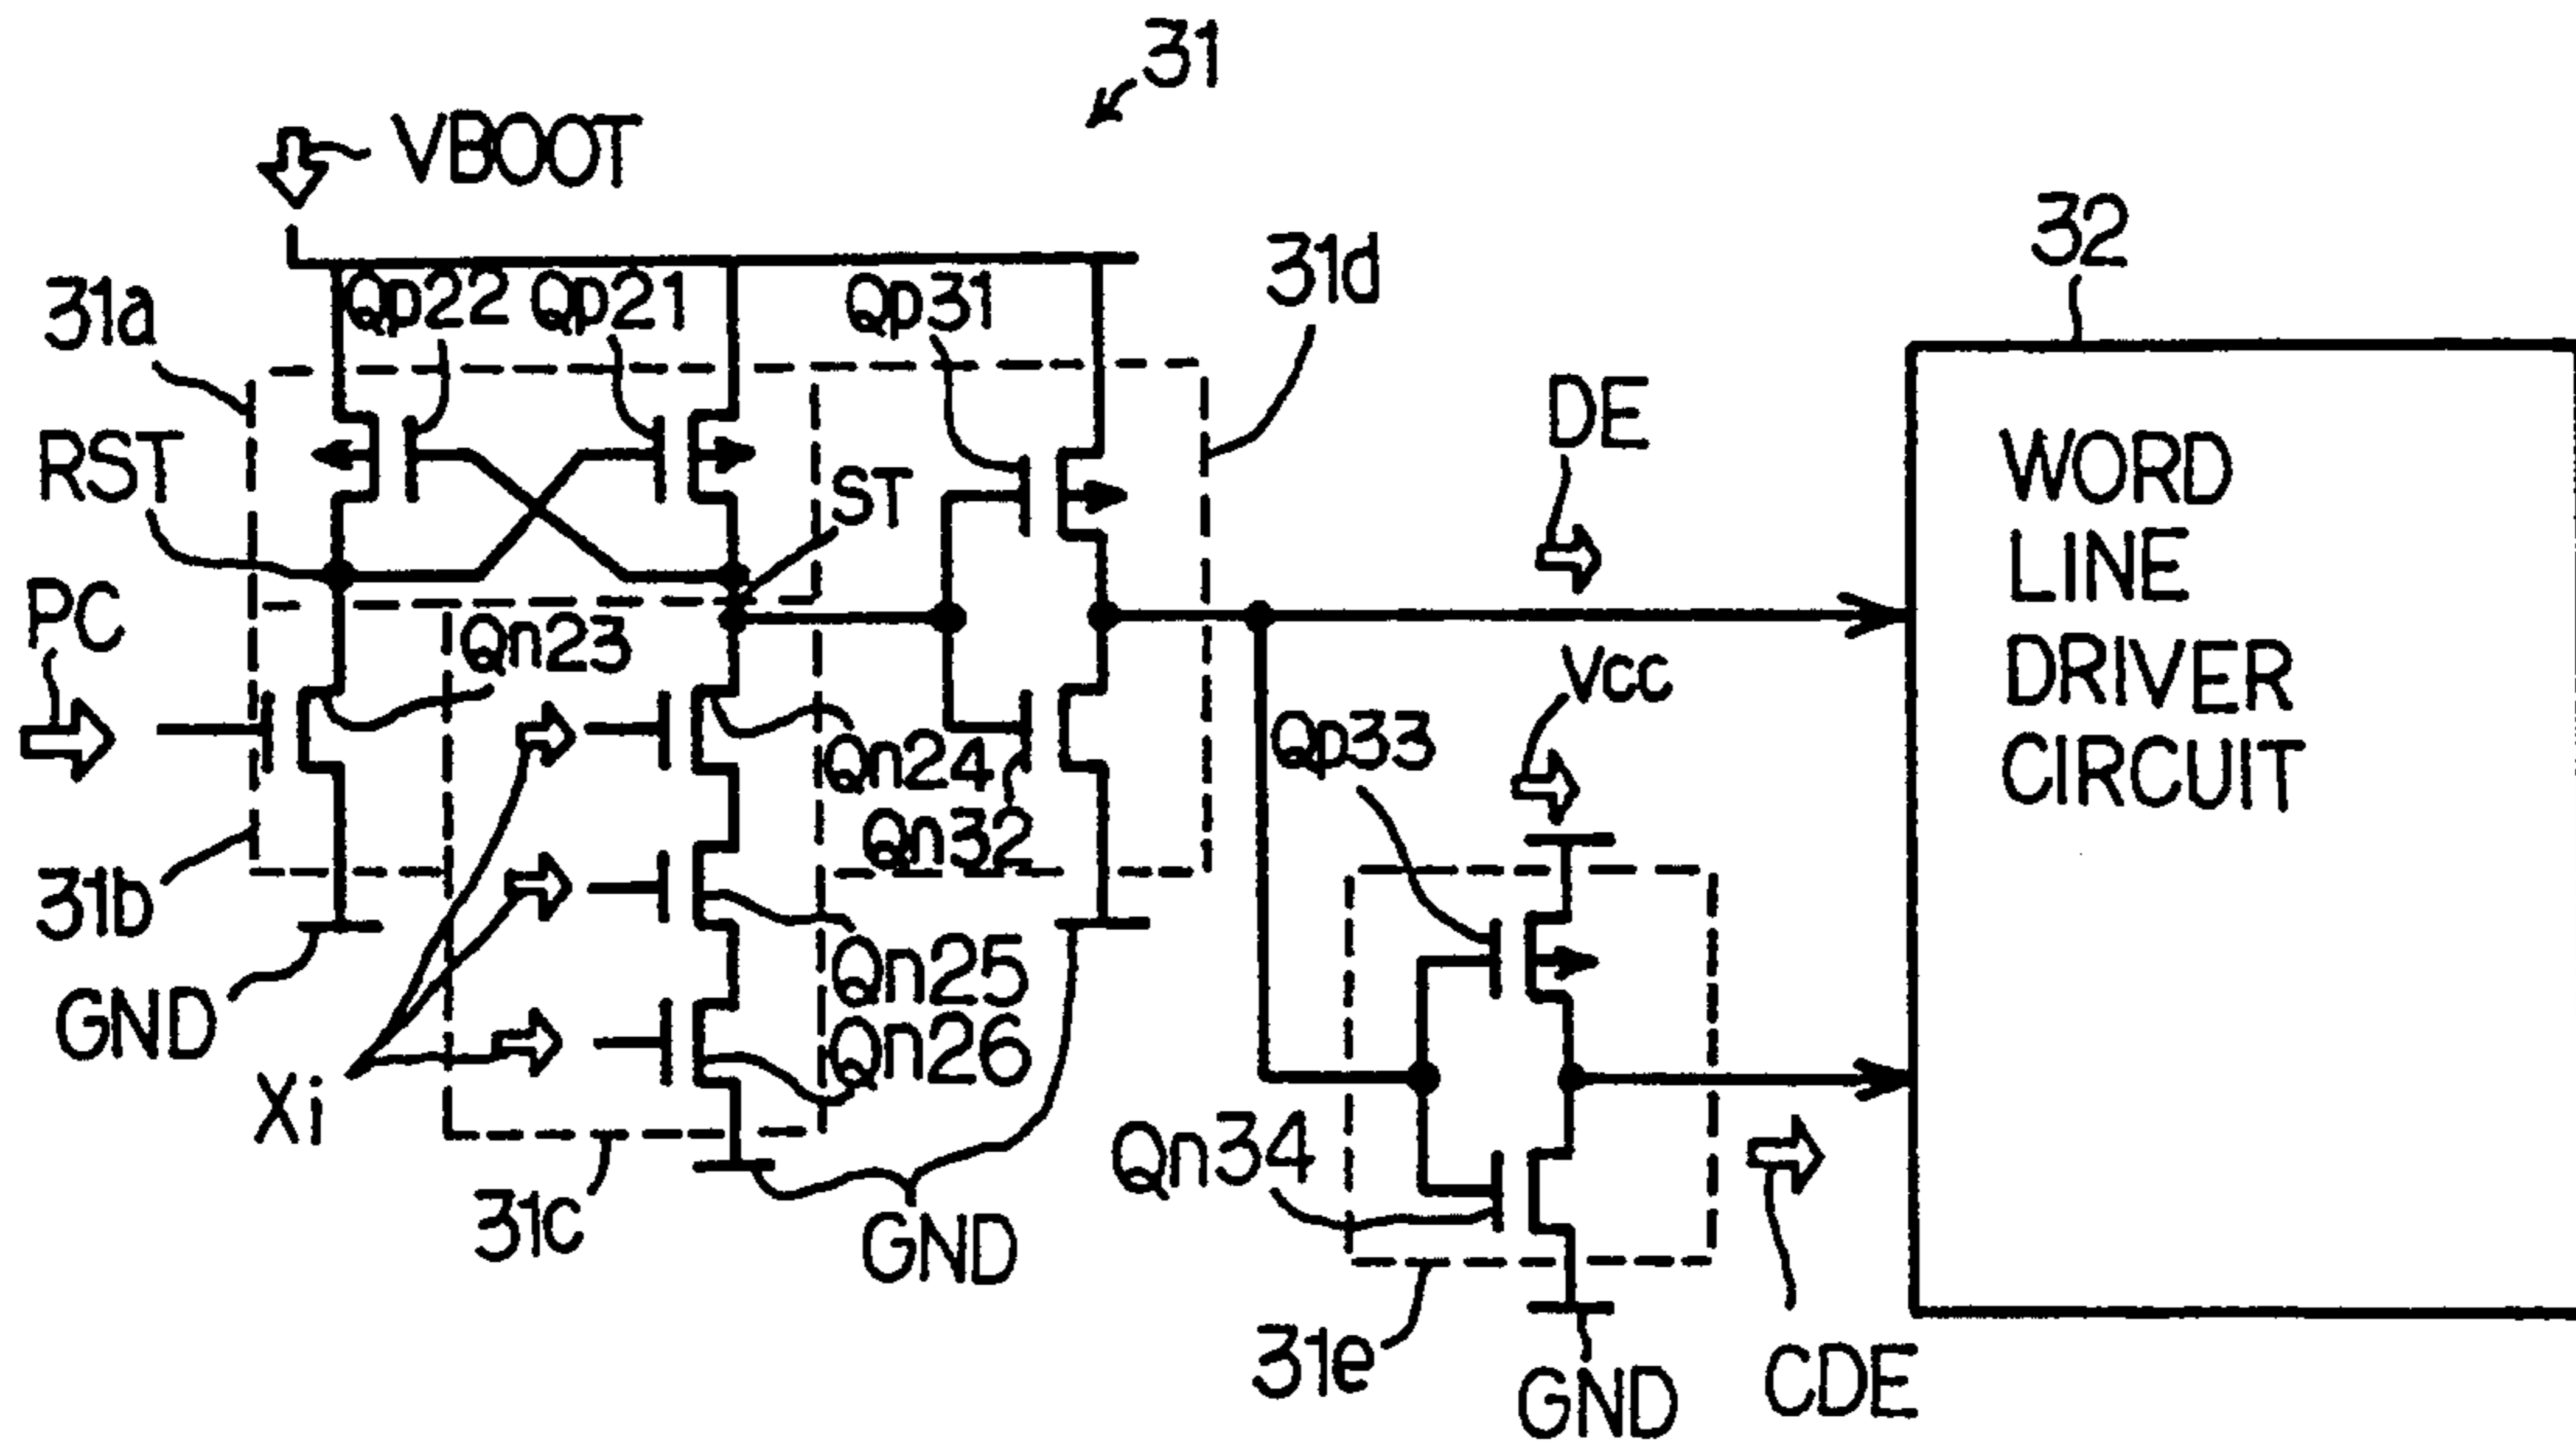 31
VBOOT
32
31a
Qp22
Qp21
Qp31
31d
RST
ST
DE
WORD
LINE
DRIVER
CIRCUIT
PC
Qn23
Vcc
Qp33
Qn24
Qn32
31b
Qn25
GND
Qn26
Xi
Qn34
31c
GND
31e
GND
CDE